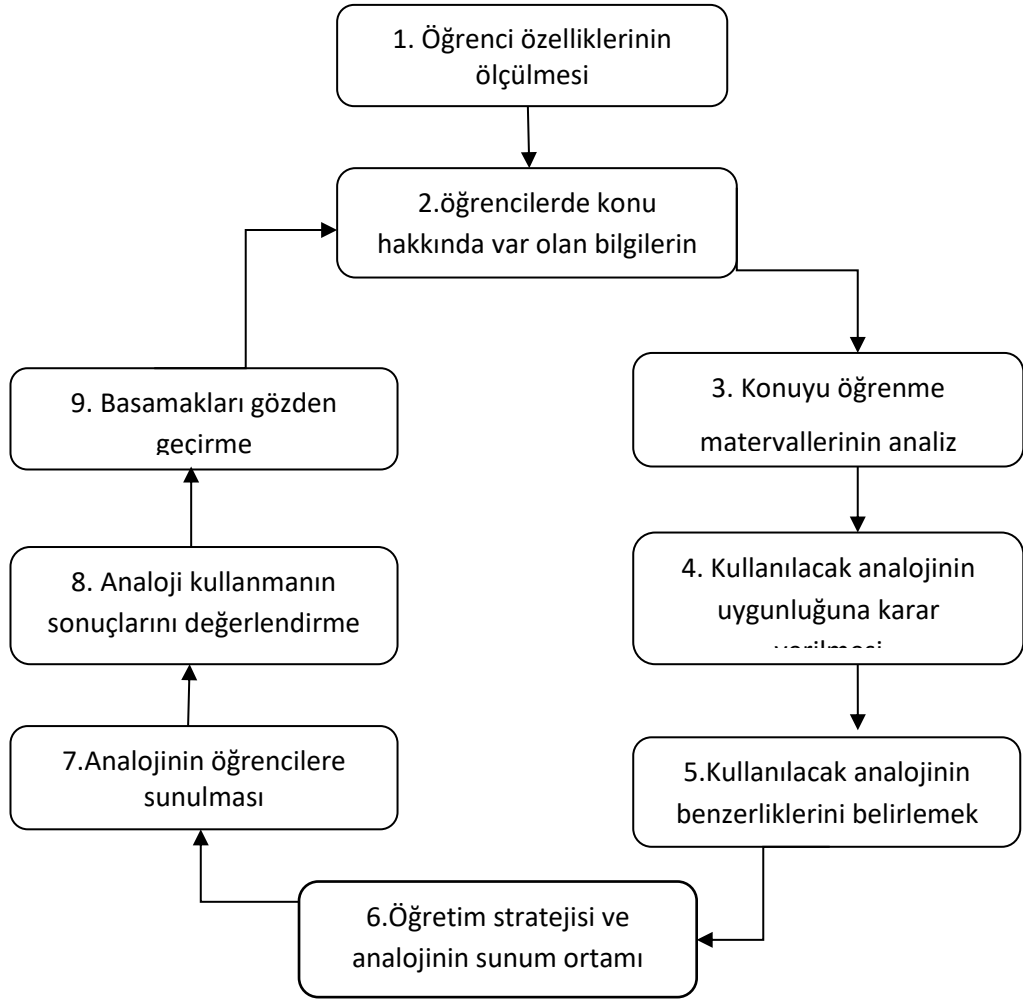 1. Öğrenci özelliklerinin
ölçülmesi
2.öğrencilerde konu
hakkında var olan bilgilerin
3. Konuyu öğrenme
materyallerinin analiz
4. Kullanılacak analojinin
uygunluğuna karar
verilmesi
5.Kullanılacak analojinin
benzerliklerini belirlemek
6.Öğretim stratejisi ve
analojinin sunum ortamı
7.Analojinin öğrencilere
sunulması
8. Analoji kullanmanın
sonuçlarını değerlendirme
9. Basamakları gözden
geçirme